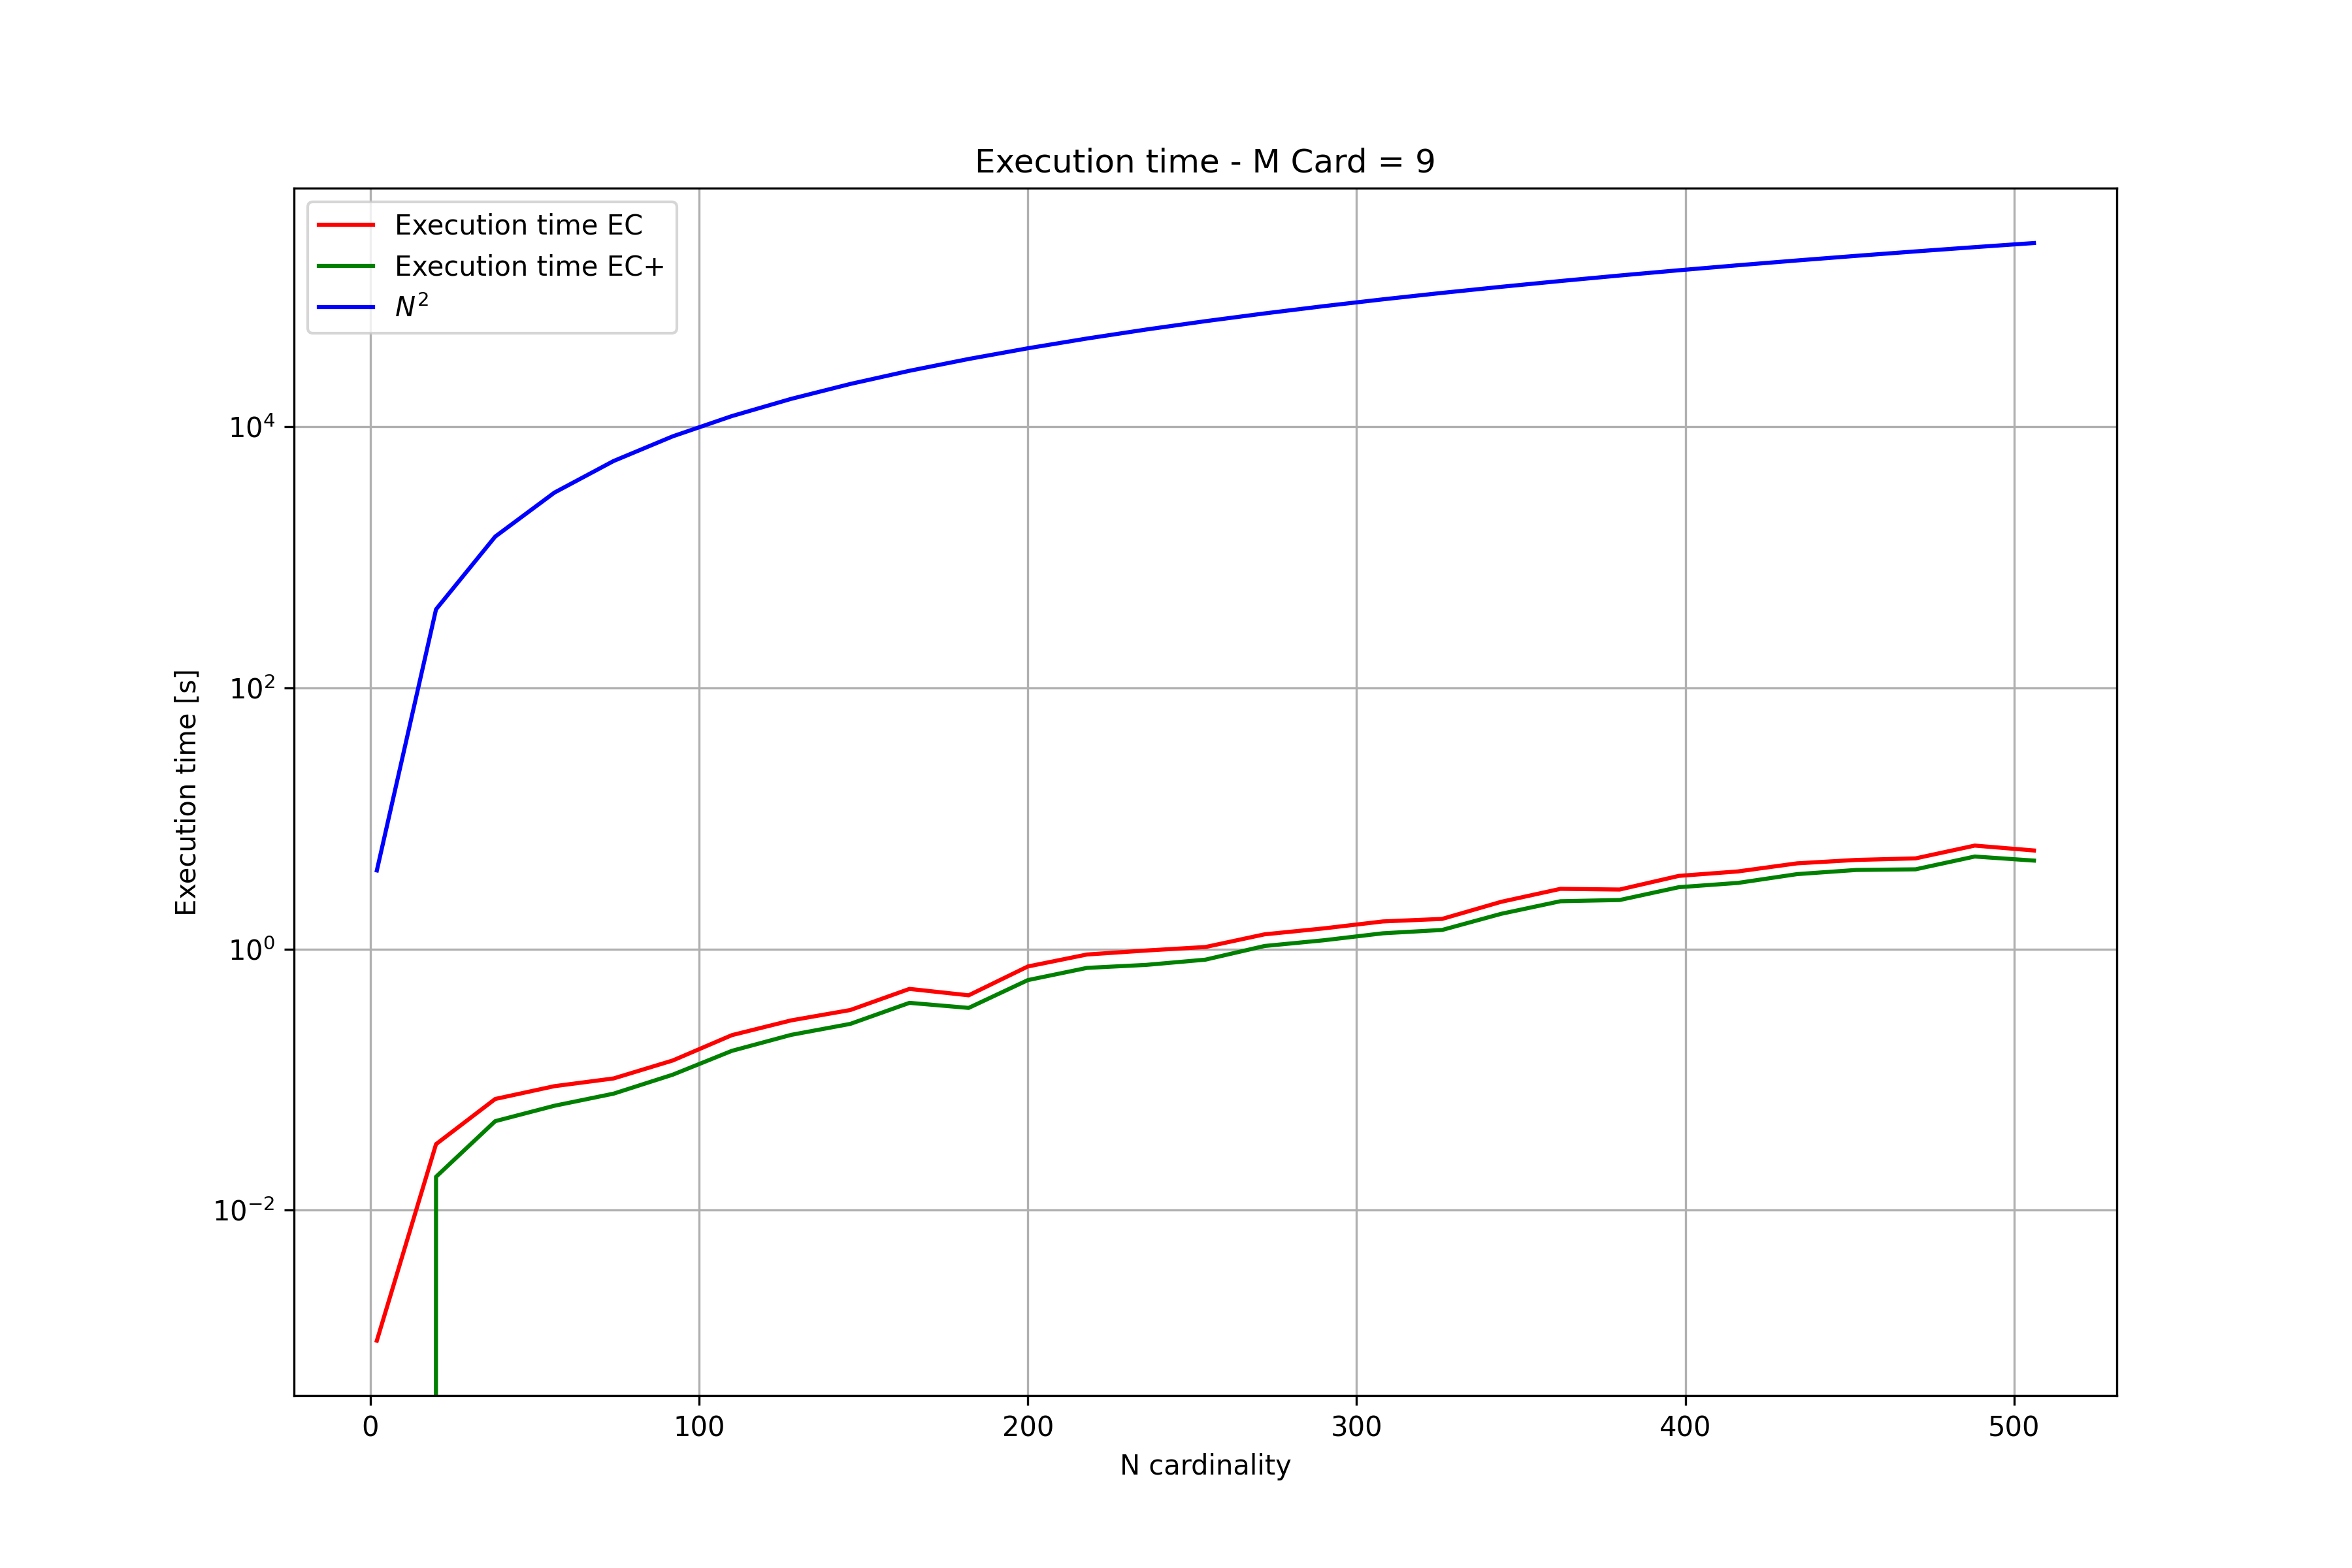 Execution time - M Card = 9
Execution time EC
Execution time EC+
N²
10⁴
10²
10⁰
10⁻²
Execution time [s]
0 100 200 300 400 500
N cardinality